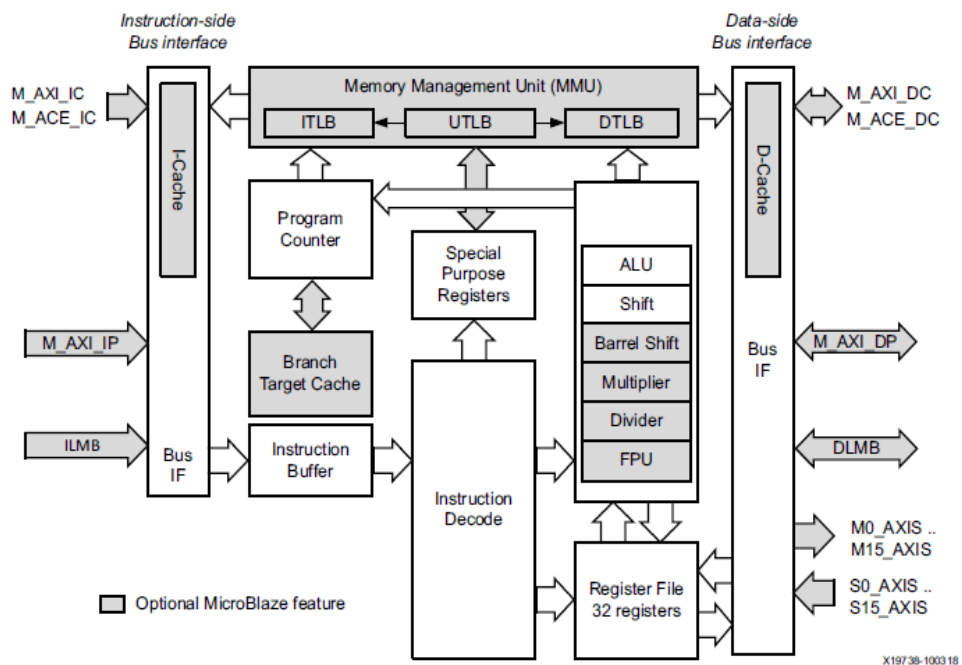 Instruction-side
Bus interface
Data-side
Bus interface
Memory Management Unit (MMU)
M_AXI_IC
M_ACE_IC
ITLB
UTLB
DTLB
M_AXI_DC
M_ACE_DC
I-Cache
D-Cache
Program
Counter
Special
Purpose
Registers
ALU
Shift
Barrel Shift
Multiplier
Divider
FPU
M_AXI_IP
Branch
Target Cache
Bus
IF
M_AXI_DP
ILMB
Bus
IF
Instruction
Buffer
Instruction
Decode
DLMB
M0_AXIS ..
M15_AXIS
Register File
32 registers
S0_AXIS ..
S15_AXIS
Optional MicroBlaze feature
X19738-100318